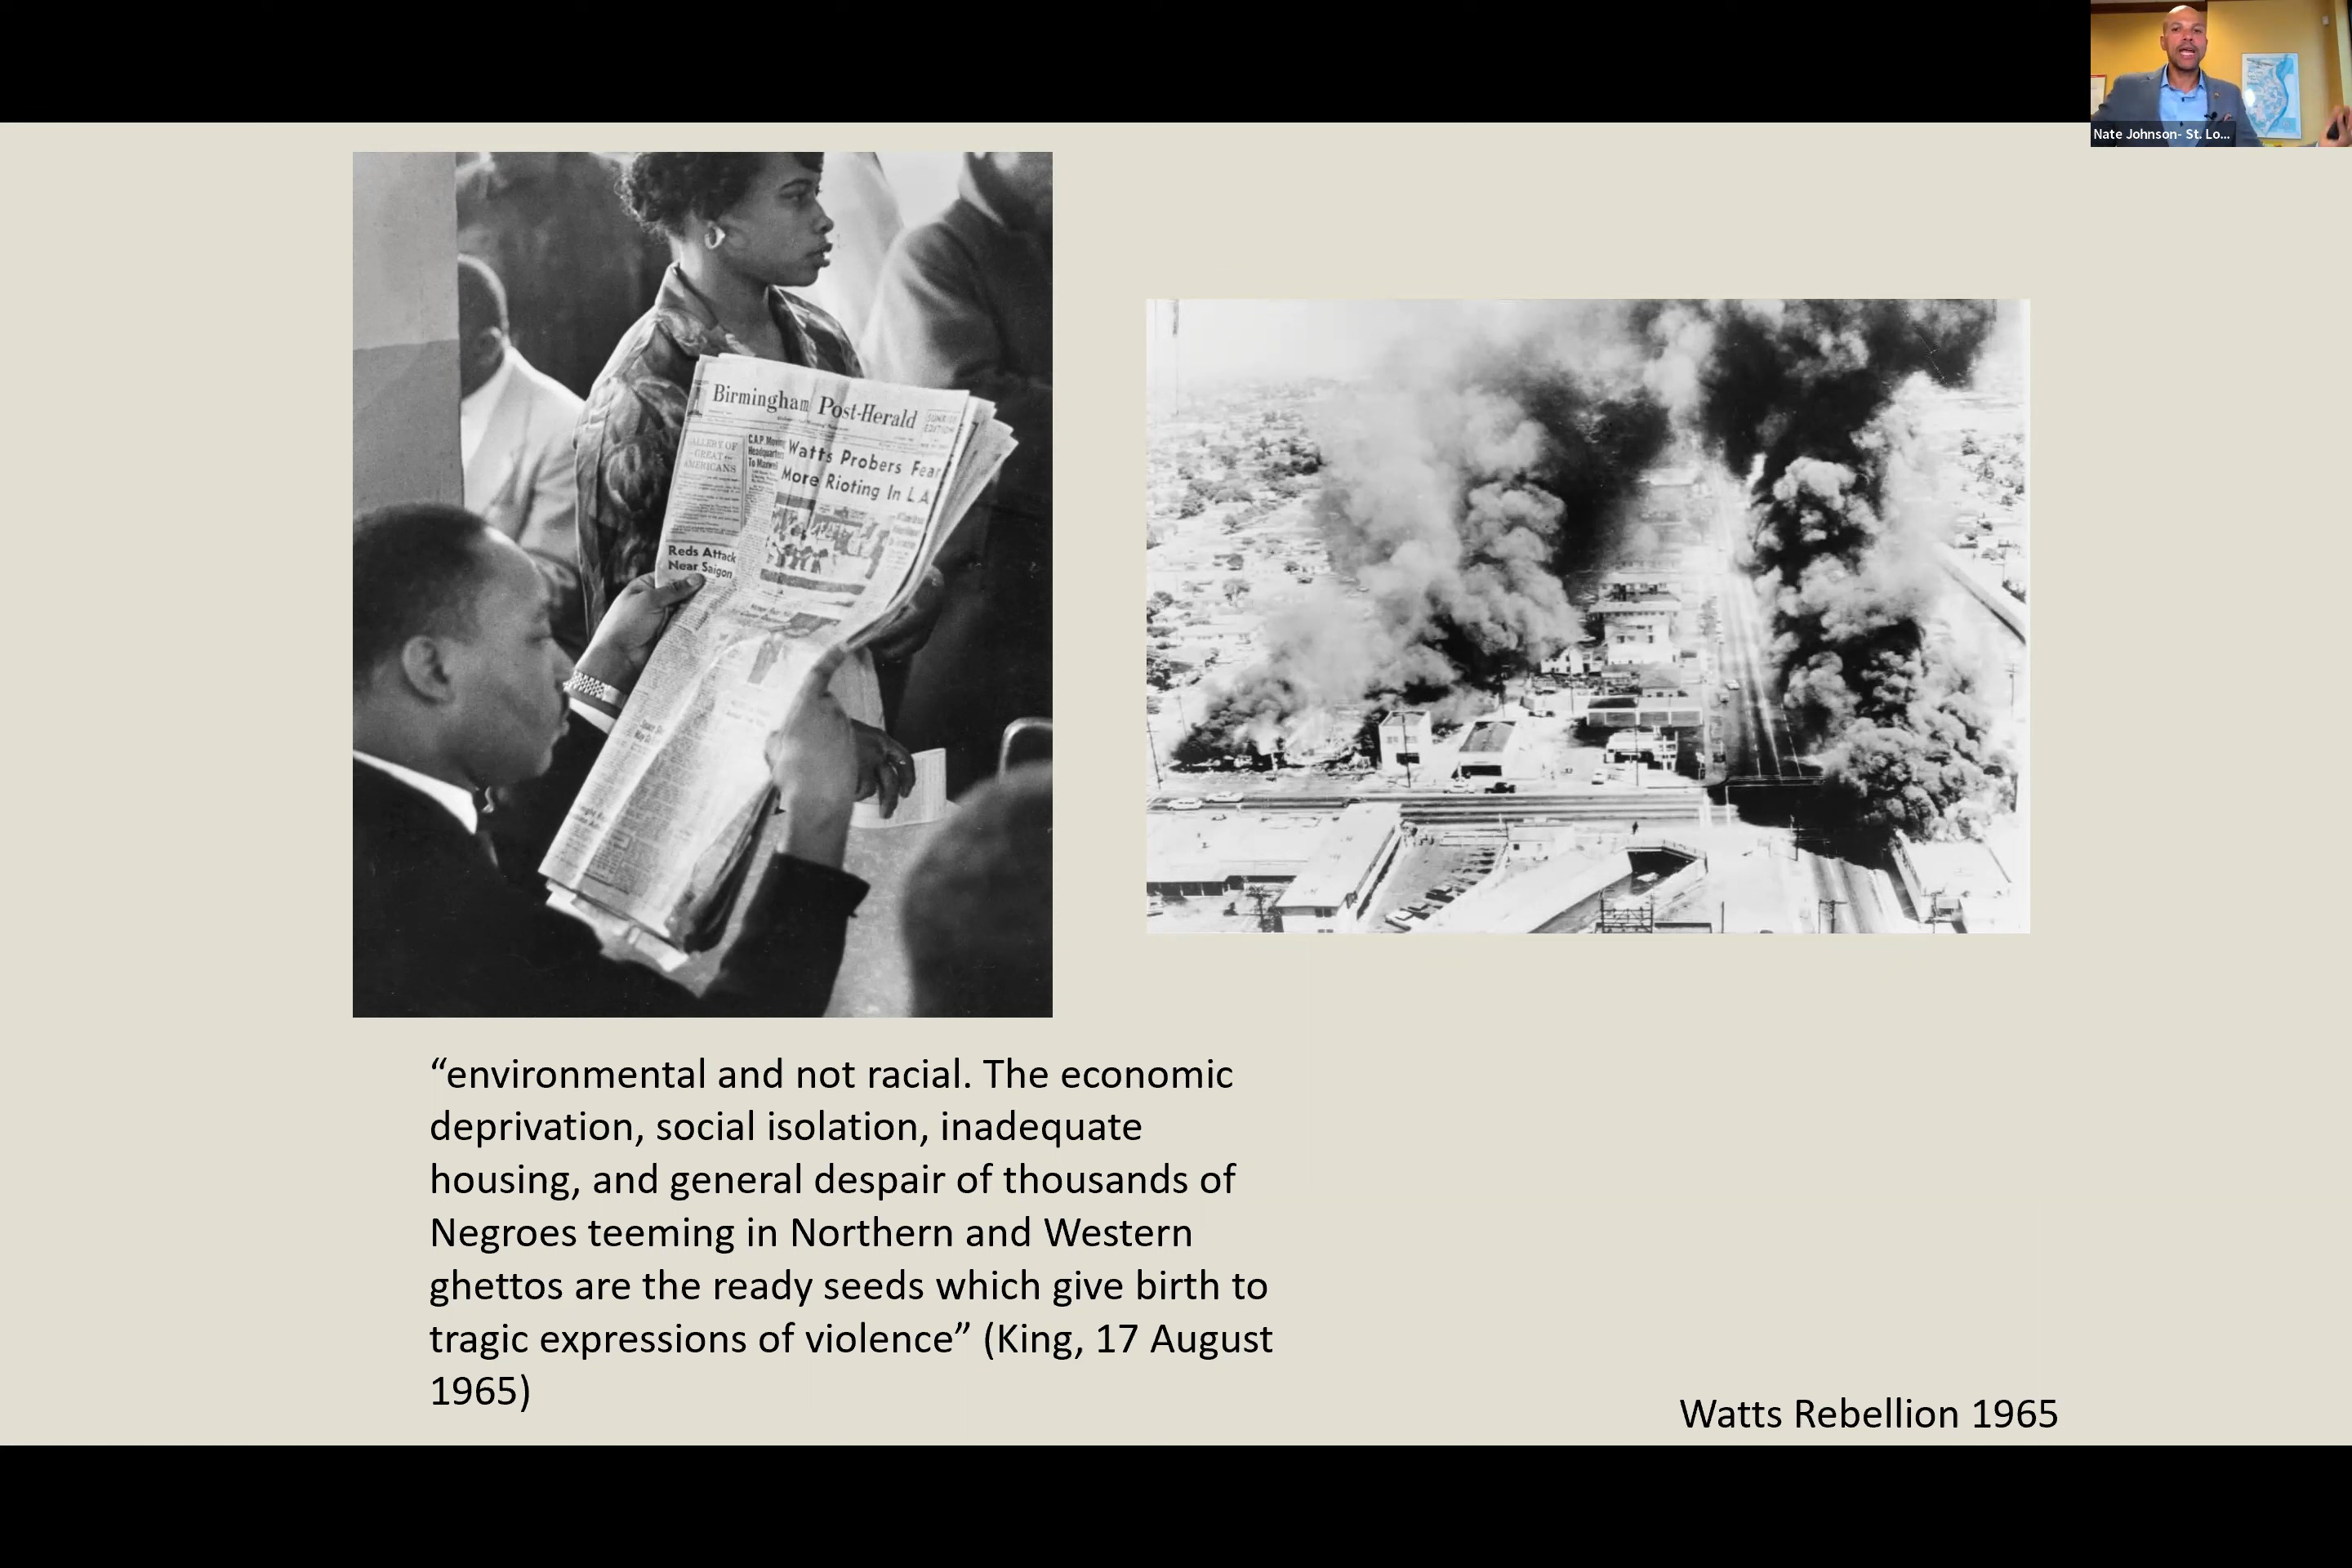 Nate Johnson- St. Lo...
Birmingham Post-Herald
SUNRISE
EDITION
GALLERY OF
GREAT
AMERICANS
C.A.P. Moving
Headquarters
To Maxwell
Watts Probers Fear
More Rioting In L A
Reds Attack
Near Saigon
“environmental and not racial. The economic
deprivation, social isolation, inadequate
housing, and general despair of thousands of
Negroes teeming in Northern and Western
ghettos are the ready seeds which give birth to
tragic expressions of violence” (King, 17 August
1965)
Watts Rebellion 1965